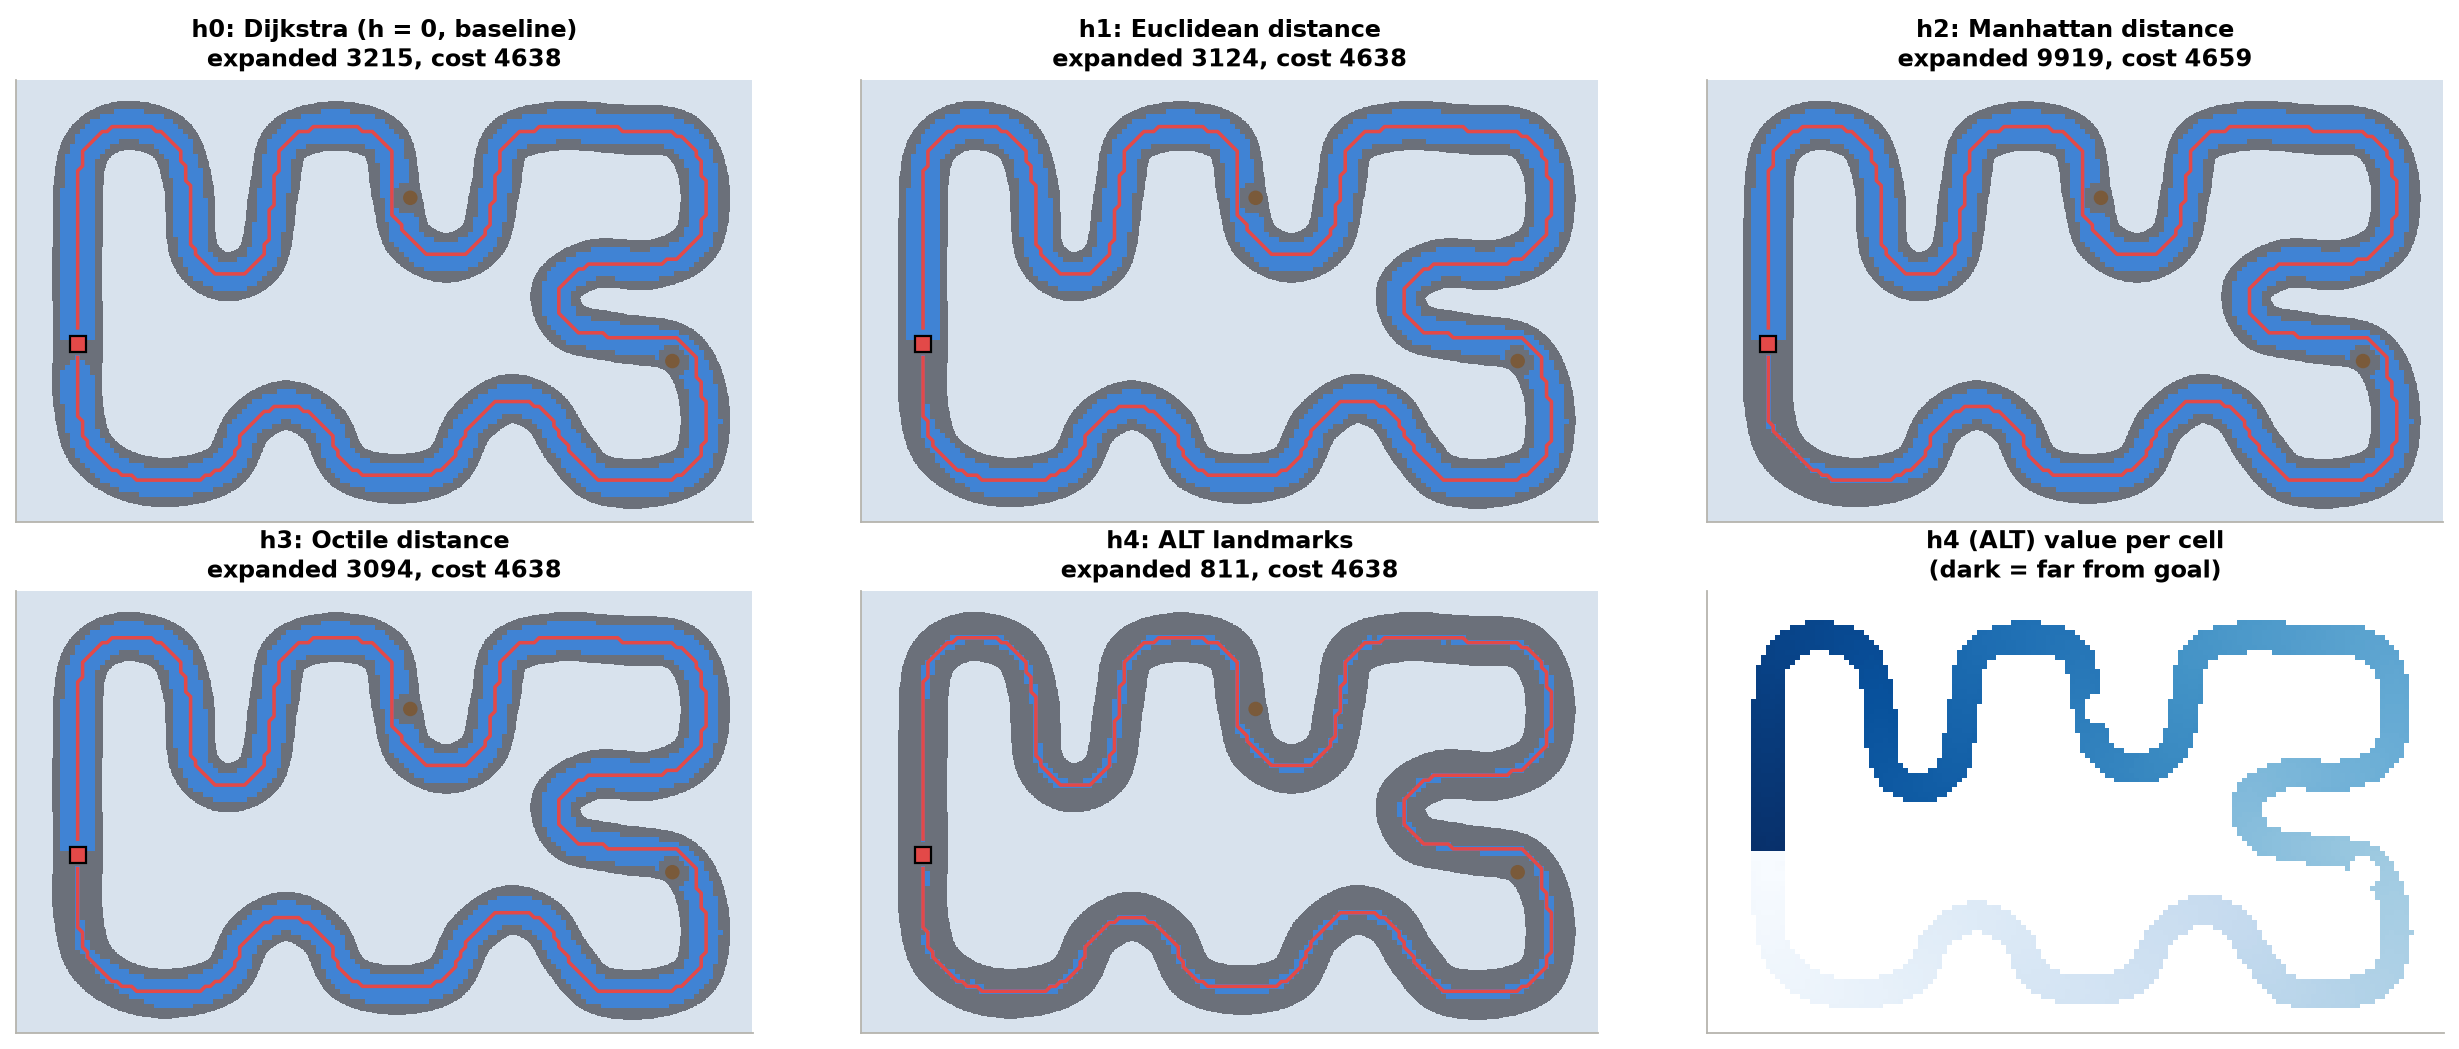 h0: Dijkstra (h = 0, baseline)
expanded 3215, cost 4638
h1: Euclidean distance
expanded 3124, cost 4638
h2: Manhattan distance
expanded 9919, cost 4659
h3: Octile distance
expanded 3094, cost 4638
h4: ALT landmarks
expanded 811, cost 4638
h4 (ALT) value per cell
(dark = far from goal)